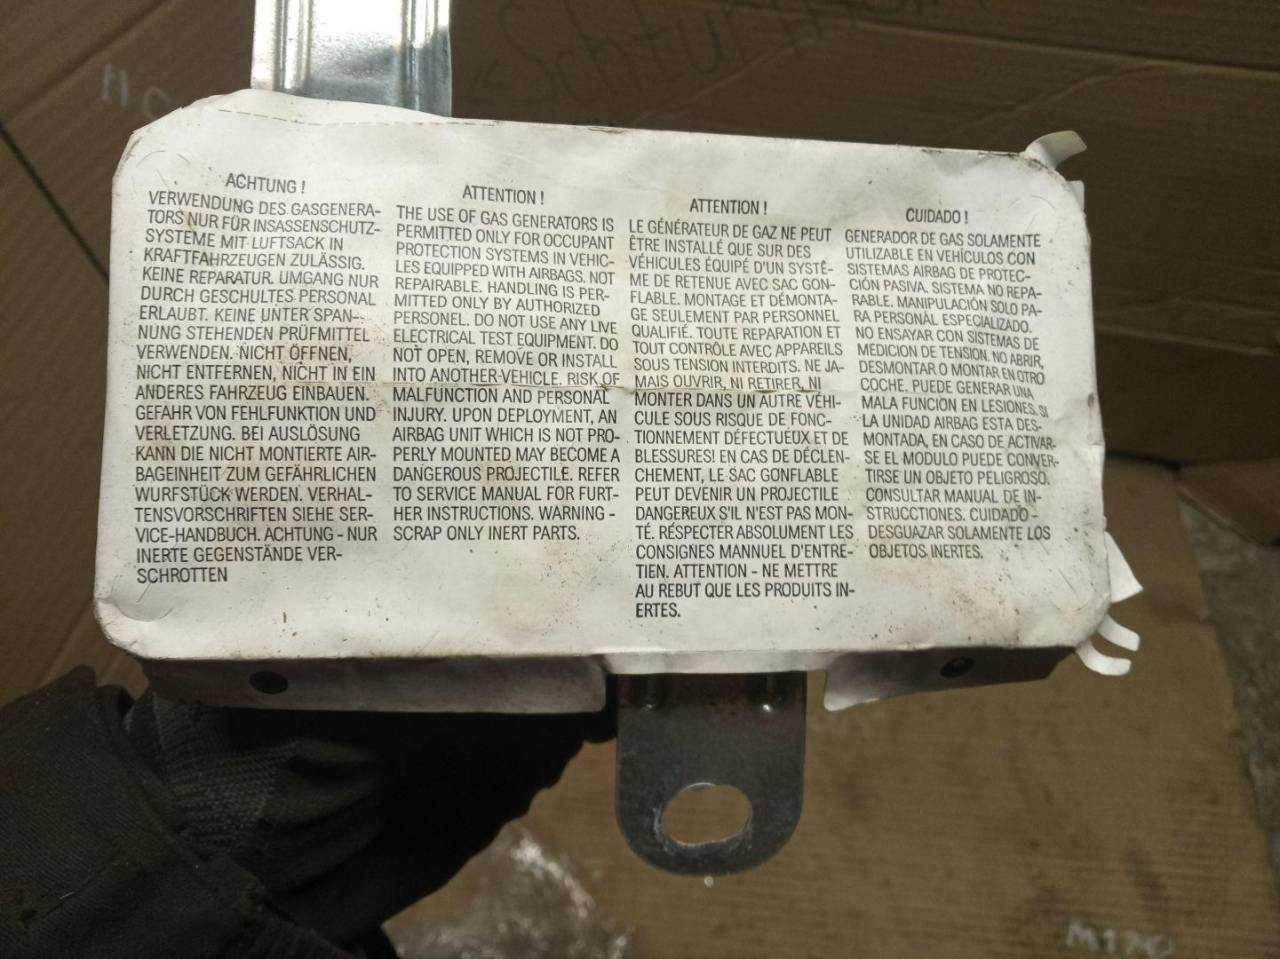 ACHTUNG !
VERWENDUNG DES GASGENERA-
TORS NUR FÜR INSASSENSCHUTZ-
SYSTEME MIT LUFTSACK IN
KRAFTFAHRZEUGEN ZULÄSSIG.
KEINE REPARATUR. UMGANG NUR
DURCH GESCHULTES PERSONAL
ERLAUBT. KEINE UNTER SPAN-
NUNG STEHENDEN PRÜFMITTEL
VERWENDEN. NICHT ÖFFNEN,
NICHT ENTFERNEN, NICHT IN EIN
ANDERES FAHRZEUG EINBAUEN.
GEFAHR VON FEHLFUNKTION UND
VERLETZUNG. BEI AUSLÖSUNG
KANN DIE NICHT MONTIERTE AIR-
BAGEINHEIT ZUM GEFÄHRLICHEN
WURFSTÜCK WERDEN. VERHAL-
TENSVORSCHRIFTEN SIEHE SER-
VICE-HANDBUCH. ACHTUNG - NUR
INERTE GEGENSTÄNDE VER-
SCHROTTEN
ATTENTION !
THE USE OF GAS GENERATORS IS
PERMITTED ONLY FOR OCCUPANT
PROTECTION SYSTEMS IN VEHIC-
LES EQUIPPED WITH AIRBAGS. NOT
REPAIRABLE. HANDLING IS PER-
MITTED ONLY BY AUTHORIZED
PERSONEL. DO NOT USE ANY LIVE
ELECTRICAL TEST EQUIPMENT. DO
NOT OPEN, REMOVE OR INSTALL
INTO ANOTHER VEHICLE. RISK OF
MALFUNCTION AND PERSONAL
INJURY. UPON DEPLOYMENT, AN
AIRBAG UNIT WHICH IS NOT PRO-
PERLY MOUNTED MAY BECOME A
DANGEROUS PROJECTILE. REFER
TO SERVICE MANUAL FOR FURT-
HER INSTRUCTIONS. WARNING -
SCRAP ONLY INERT PARTS.
ATTENTION !
LE GÉNÉRATEUR DE GAZ NE PEUT
ÊTRE INSTALLÉ QUE SUR DES
VÉHICULES ÉQUIPÉ D'UN SYSTÊ-
ME DE RETENUE AVEC SAC GON-
FLABLE. MONTAGE ET DÉMONTA-
GE SEULEMENT PAR PERSONNEL
QUALIFIÉ. TOUTE REPARATION ET
TOUT CONTRÔLE AVEC APPAREILS
SOUS TENSION INTERDITS. NE JA-
MAIS OUVRIR, NI RETIRER, NI
MONTER DANS UN AUTRE VÉHI-
CULE SOUS RISQUE DE FONC-
TIONNEMENT DÉFECTUEUX ET DE
BLESSURES! EN CAS DE DÉCLEN-
CHEMENT, LE SAC GONFLABLE
PEUT DEVENIR UN PROJECTILE
DANGEREUX S'IL N'EST PAS MON-
TÉ. RÉSPECTER ABSOLUMENT LES
CONSIGNES MANNUEL D'ENTRE-
TIEN. ATTENTION - NE METTRE
AU REBUT QUE LES PRODUITS IN-
ERTES.
CUIDADO !
GENERADOR DE GAS SOLAMENTE
UTILIZABLE EN VEHÍCULOS CON
SISTEMAS AIRBAG DE PROTEC-
CIÓN PASIVA. SISTEMA NO REPA-
RABLE. MANIPULACIÓN SOLO PA-
RA PERSONAL ESPECIALIZADO.
NO ENSAYAR CON SISTEMAS DE
MEDICION DE TENSION. NO ABRIR,
DESMONTAR O MONTAR EN OTRO
COCHE. PUEDE GENERAR UNA
MALA FUNCIÓN EN LESIONES. SI
LA UNIDAD AIRBAG ESTA DES-
MONTADA, EN CASO DE ACTIVAR-
SE EL MODULO PUEDE CONVER-
TIRSE UN OBJETO PELIGROSO.
CONSULTAR MANUAL DE IN-
STRUCCTIONES. CUIDADO -
DESGUAZAR SOLAMENTE LOS
OBJETOS INERTES.